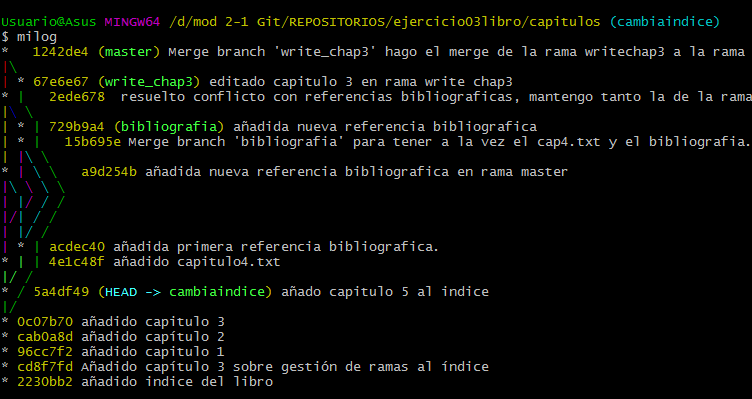 Usuario@Asus MINGW64 /d/mod 2-1 Git/REPOSITORIOS/ejercicio03libro/capitulos (cambiaindice)
$ milog
*   1242de4 (master) Merge branch 'write_chap3' hago el merge de la rama writechap3 a la rama
|\
| * 67e6e67 (write_chap3) editado capitulo 3 en rama write chap3
* |   2ede678  resuelto conflicto con referencias bibliograficas, mantengo tanto la de la rama
|\ \
| * | 729b9a4 (bibliografia) añadida nueva referencia bibliografica
| * |   15b695e Merge branch 'bibliografia' para tener a la vez el cap4.txt y el bibliografia.
| |\ \
* | \ \   a9d254b añadida nueva referencia bibliografica en rama master
|\ \ \ \
| |/ / /
|/| / /
| |/ /
| * | acdec40 añadida primera referencia bibliografica.
* | | 4e1c48f añadido capitulo4.txt
|/ /
* / 5a4df49 (HEAD -> cambiaindice) añado capitulo 5 al indice
|/
* 0c07b70 añadido capitulo 3
* cab0a8d añadido capítulo 2
* 96cc7f2 añadido capitulo 1
* cd8f7fd Añadido capítulo 3 sobre gestión de ramas al índice
* 2230bb2 añadido indice del libro